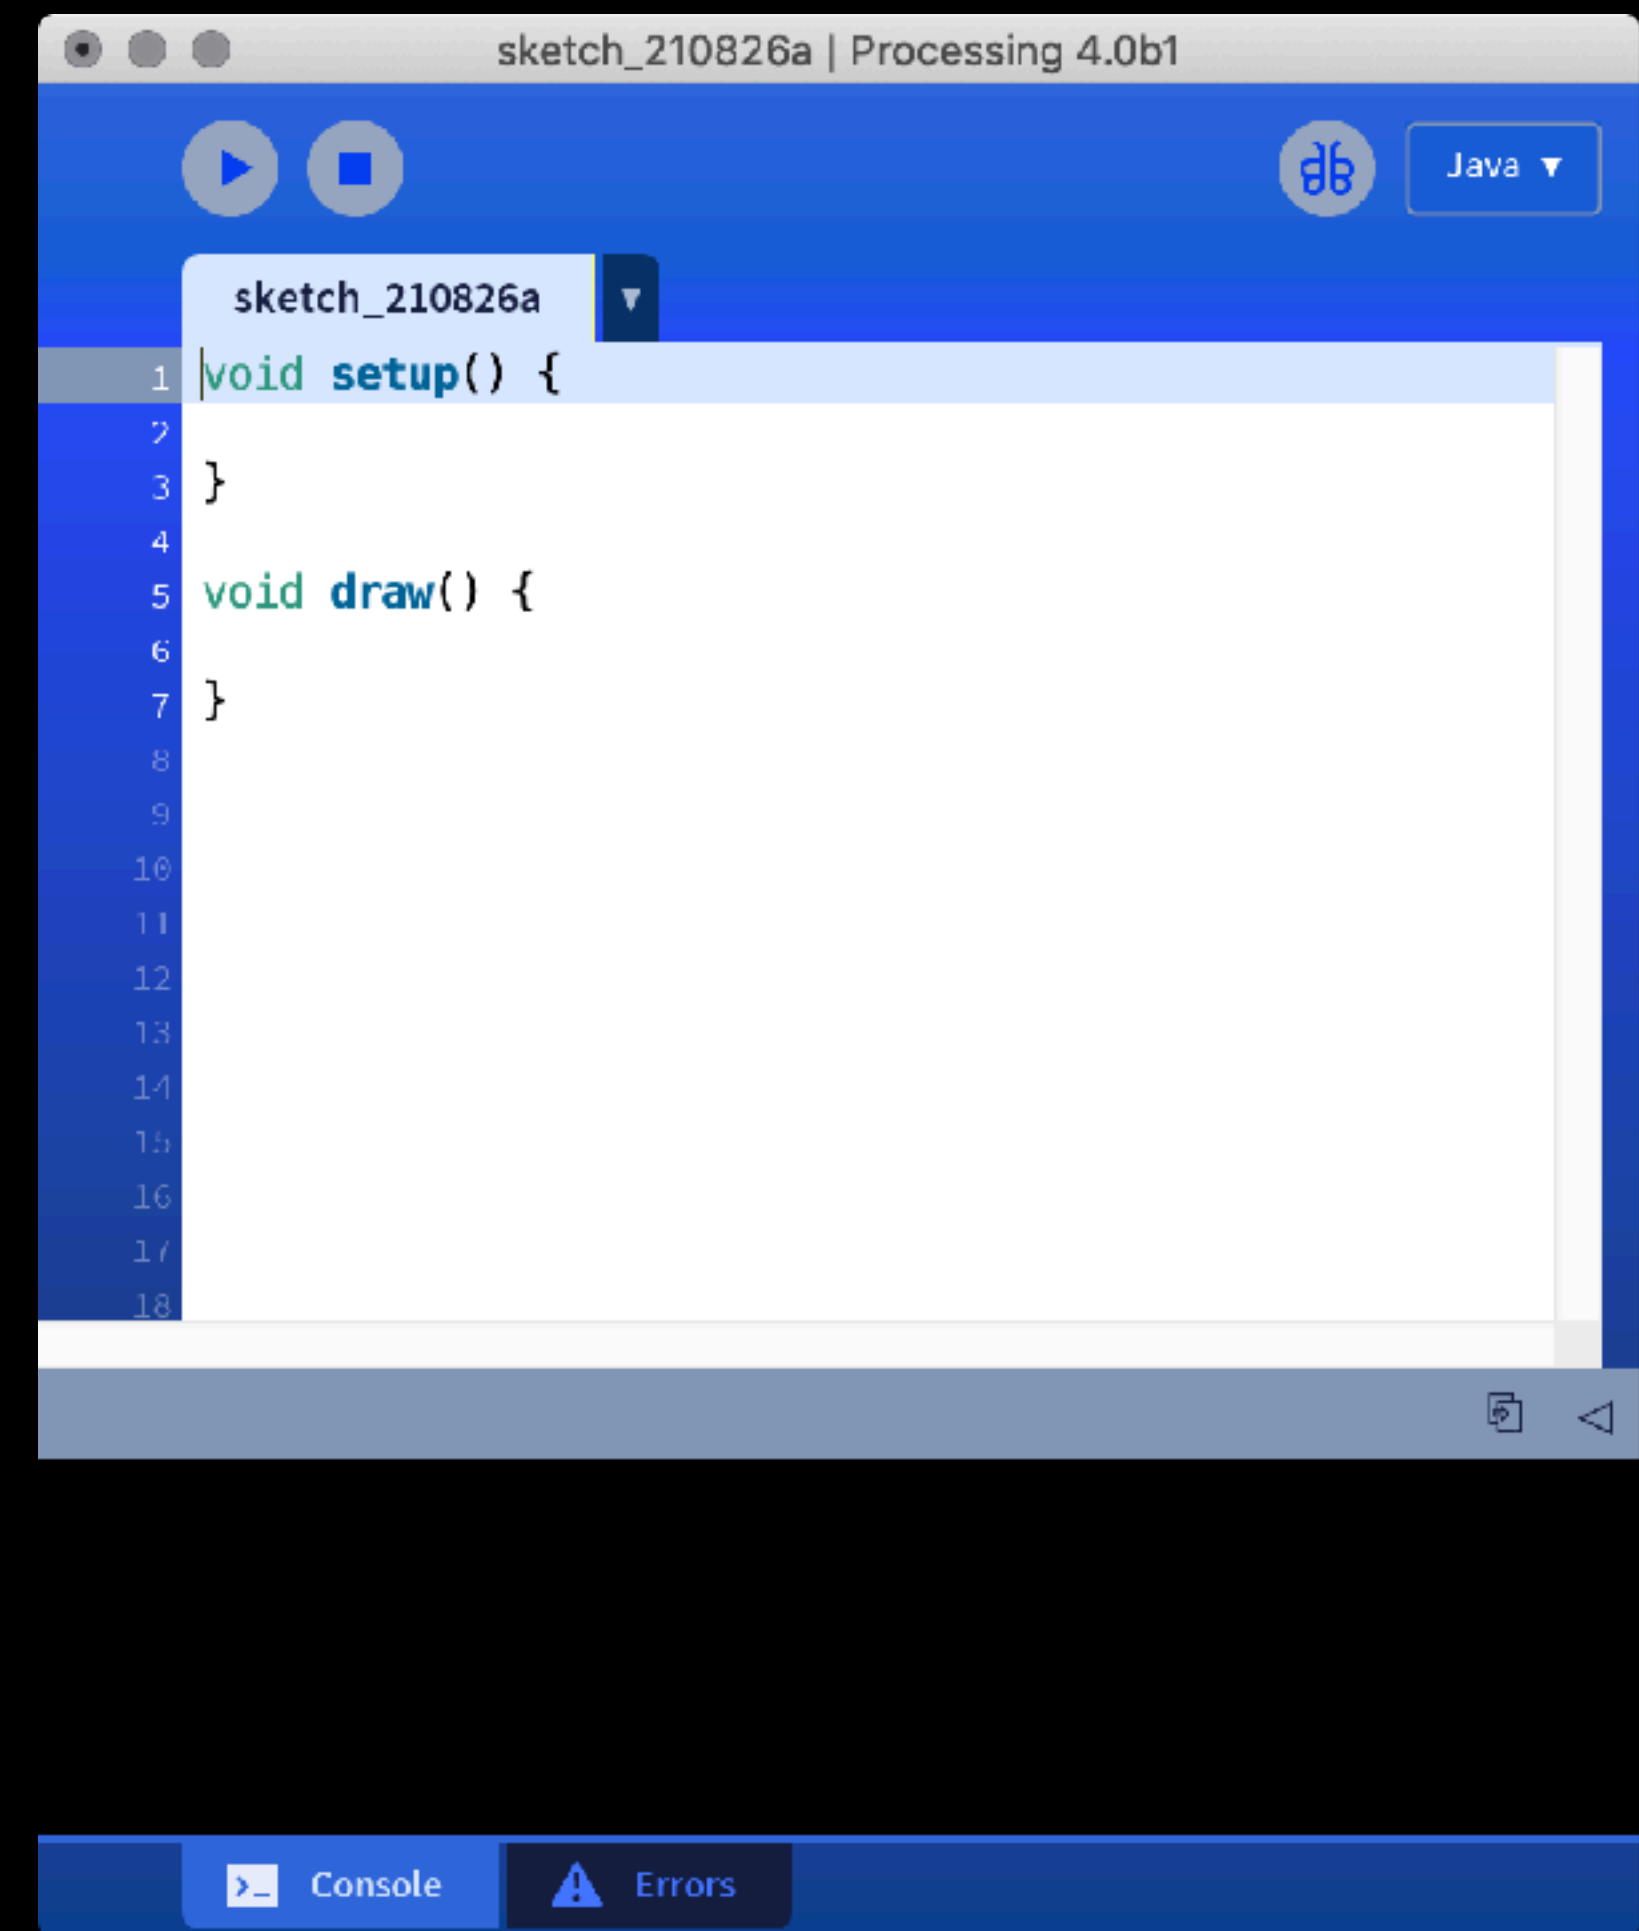 sketch_210826a | Processing 4.0b1
Java ▼
sketch_210826a ▼
1 void setup() {
2
3 }
4
5 void draw() {
6
7 }
8
9
10
11
12
13
14
15
16
17
18
Console
Errors